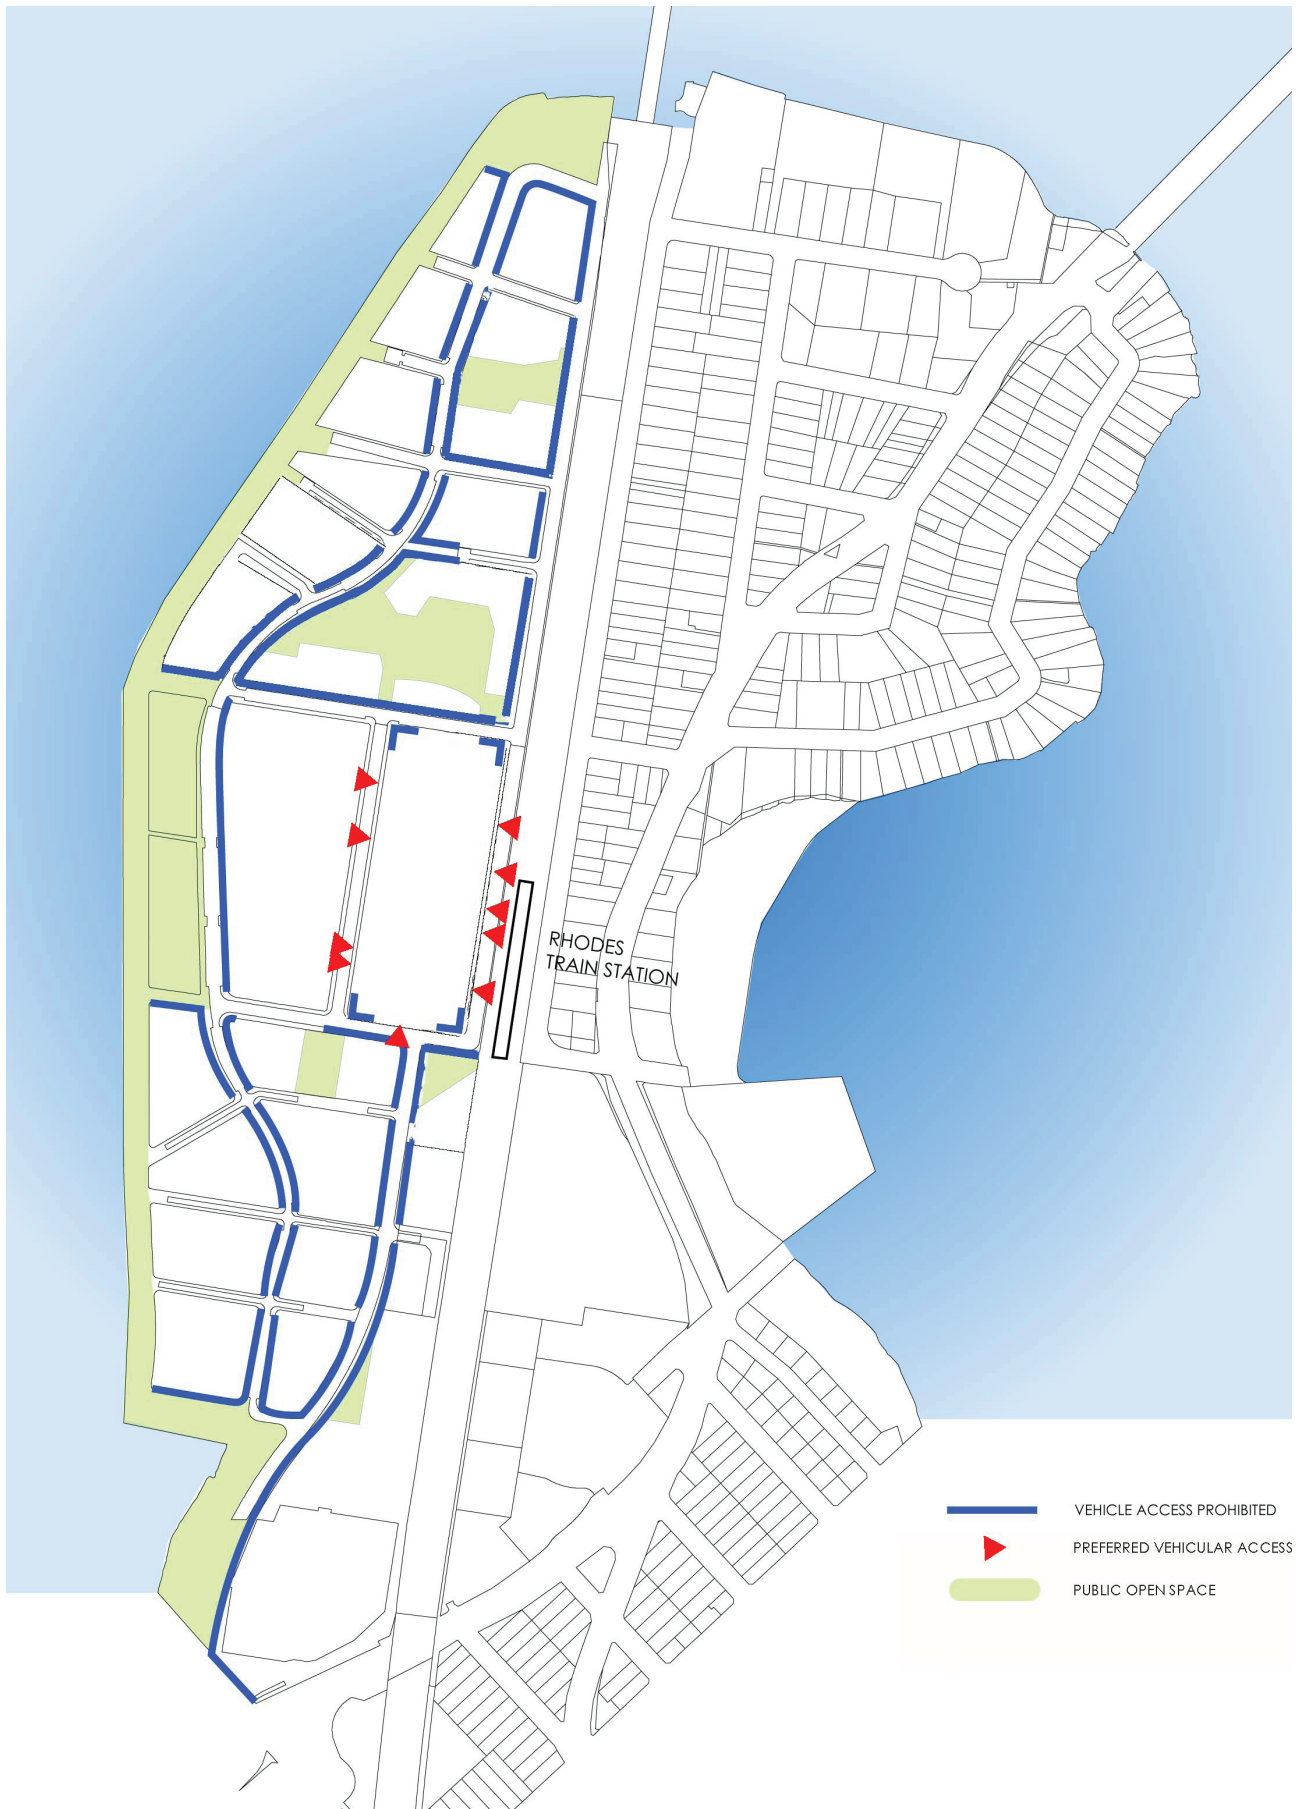 RHODES
TRAIN STATION
VEHICLE ACCESS PROHIBITED
PREFERRED VEHICULAR ACCESS
PUBLIC OPEN SPACE